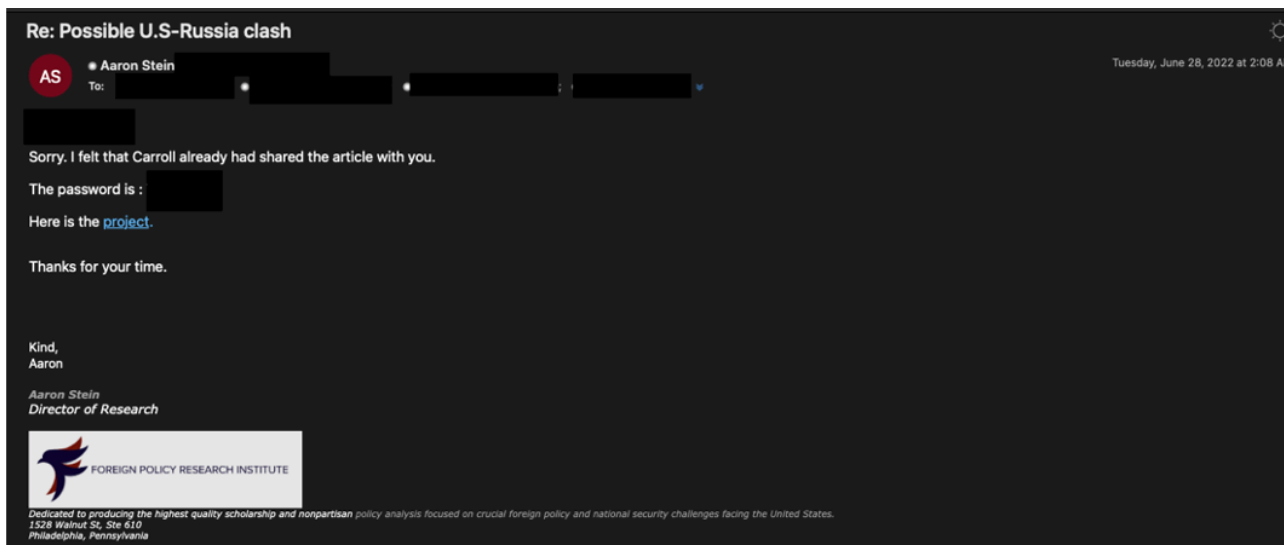 Re: Possible U.S-Russia clash
AS
Aaron Stein
Tuesday, June 28, 2022 at 2:08
To:
;
Sorry. I felt that Carroll already had shared the article with you.
The password is :
Here is the project.
Thanks for your time.
Kind,
Aaron
Aaron Stein
Director of Research
FOREIGN POLICY RESEARCH INSTITUTE
Dedicated to producing the highest quality scholarship and nonpartisan policy analysis focused on crucial foreign policy and national security challenges facing the United States.
1528 Walnut St, Ste 610
Philadelphia, Pennsylvania